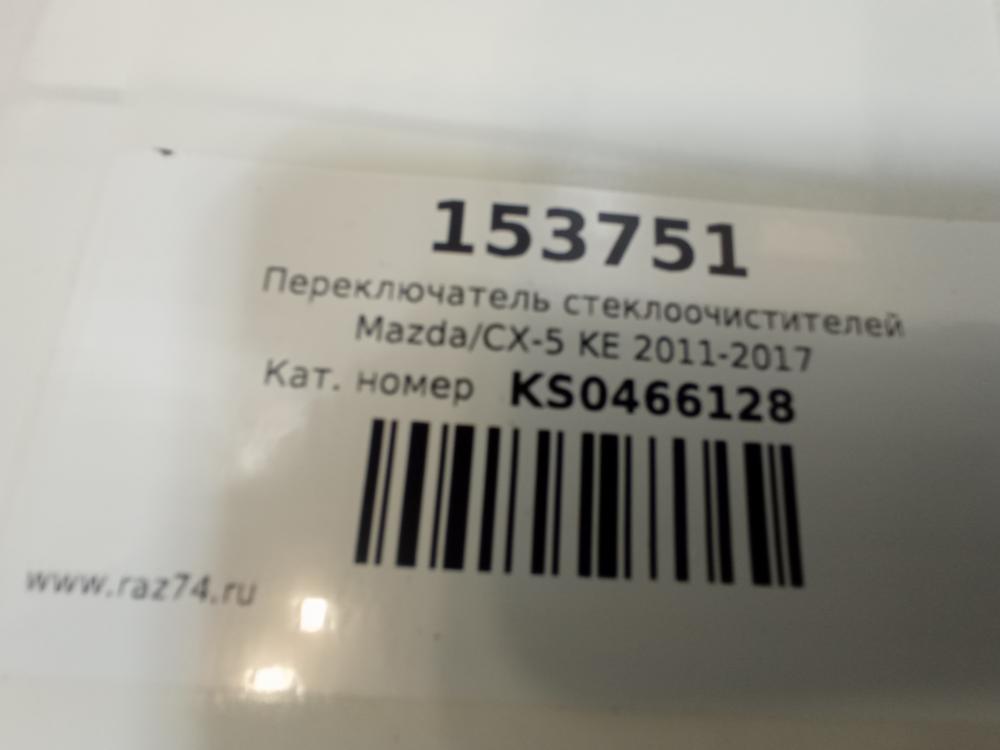 153751
Переключатель стеклоочистителей
Mazda/CX-5 KE 2011-2017
Кат. номер KS0466128
www.raz74.ru